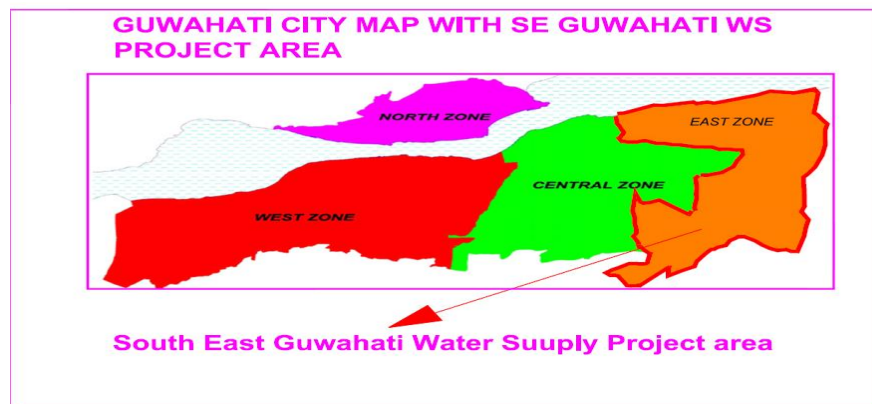 GUWAHATI CITY MAP WITH SE GUWAHATI WS
PROJECT AREA
NORTH ZONE
EAST ZONE
CENTRAL ZONE
WEST ZONE
South East Guwahati Water Suuply Project area